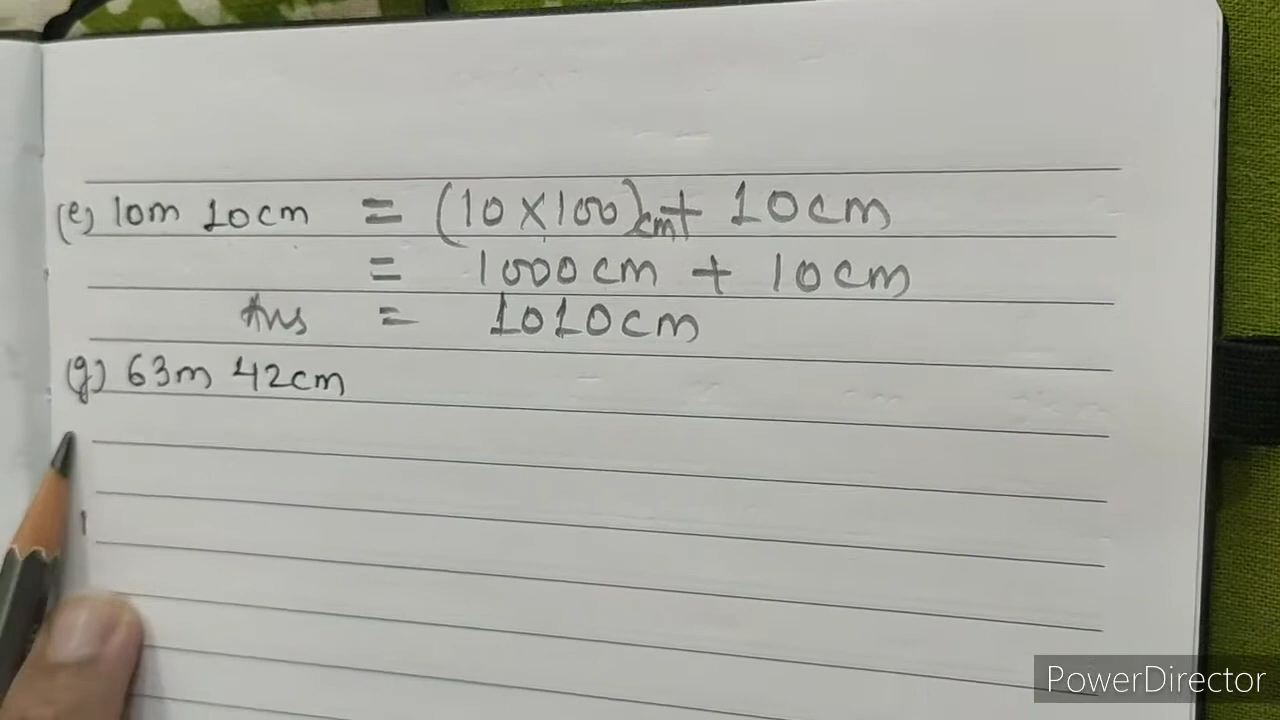 (e) 10m 10cm = (10×100)cm + 10cm
= 1000cm + 10cm
Ans = 1010cm
(g) 63m 42cm
PowerDirector